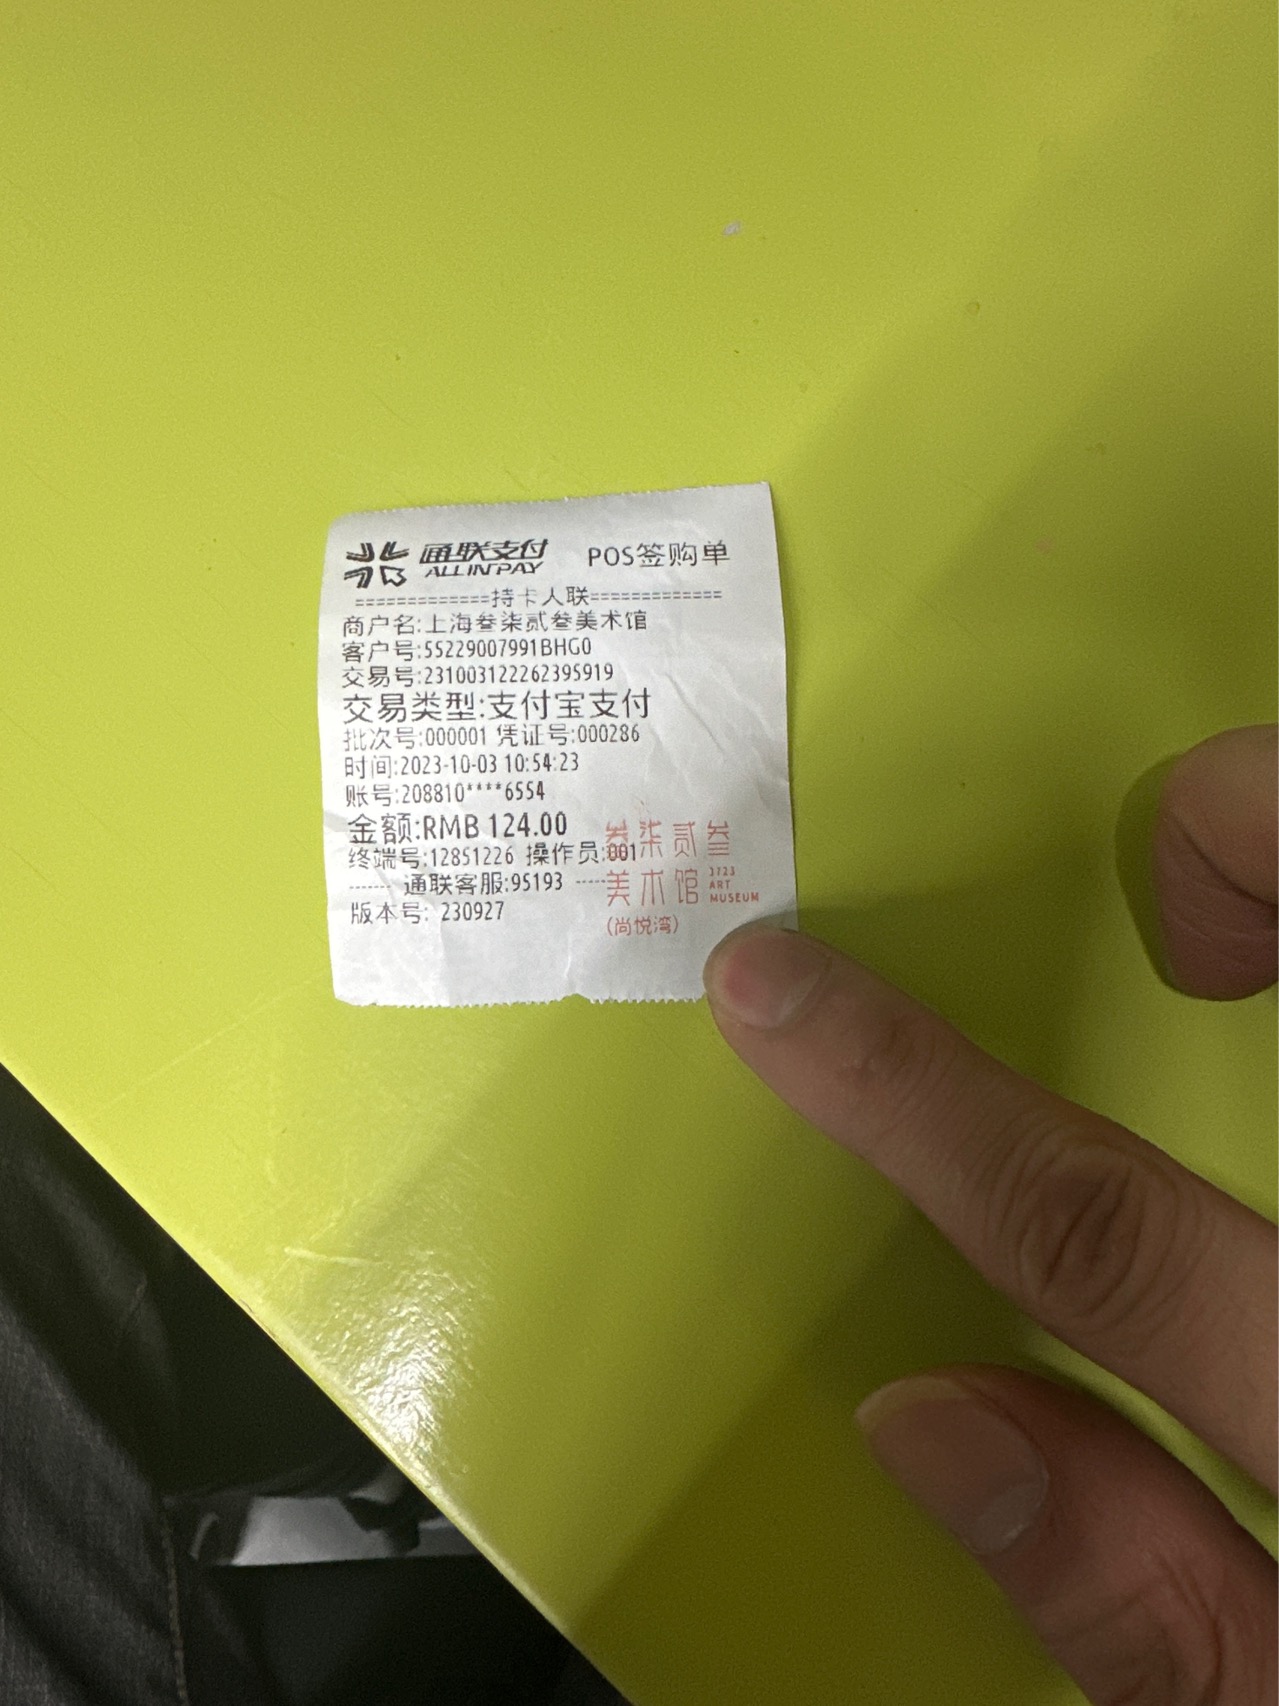 通联支付 POS签购单
ALLINPAY
=============持卡人联=============
商户名:上海叁柒贰叁美术馆
客户号:55229007991BHG0
交易号:231003122262395919
交易类型:支付宝支付
批次号:000001 凭证号:000286
时间:2023-10-03 10:54:23
账号:208810****6554
金额:RMB 124.00
终端号:12851226 操作员:001
------ 通联客服:95193 -----
版本号: 230927
叁柒贰叁
美术馆 3723 ART MUSEUM
(尚悦湾)